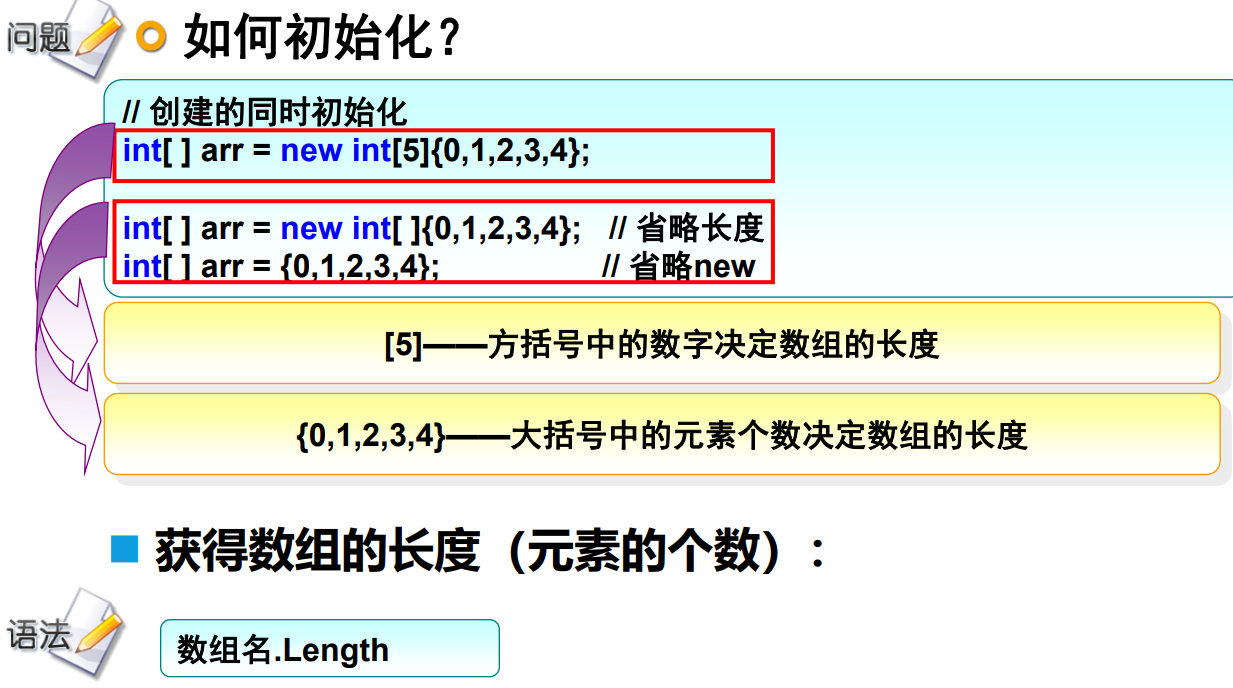 问题
如何初始化？
// 创建的同时初始化
int[ ] arr = new int[5]{0,1,2,3,4};
int[ ] arr = new int[ ]{0,1,2,3,4};   // 省略长度
int[ ] arr = {0,1,2,3,4};   // 省略new
[5]——方括号中的数字决定数组的长度
{0,1,2,3,4}——大括号中的元素个数决定数组的长度
获得数组的长度（元素的个数）：
语法
数组名.Length